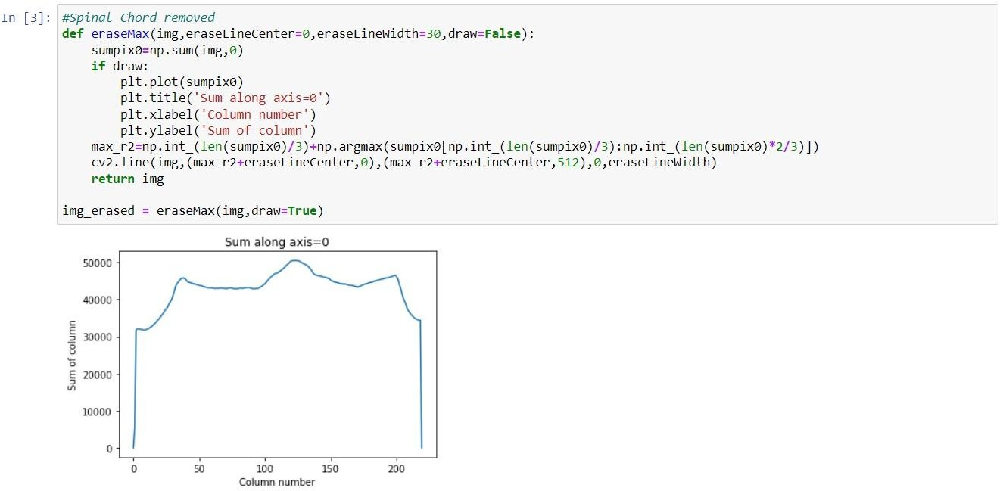 In [3]: #Spinal Chord removed
def eraseMax(img,eraseLineCenter=0,eraseLineWidth=30,draw=False):
    sumpix0=np.sum(img,0)
    if draw:
        plt.plot(sumpix0)
        plt.title('Sum along axis=0')
        plt.xlabel('Column number')
        plt.ylabel('Sum of column')
    max_r2=np.int_(len(sumpix0)/3)+np.argmax(sumpix0[np.int_(len(sumpix0)/3):np.int_(len(sumpix0)*2/3)])
    cv2.line(img,(max_r2+eraseLineCenter,0),(max_r2+eraseLineCenter,512),0,eraseLineWidth)
    return img
img_erased = eraseMax(img,draw=True)
Sum along axis=0
Sum of column
50000
40000
30000
20000
10000
0
0 50 100 150 200
Column number